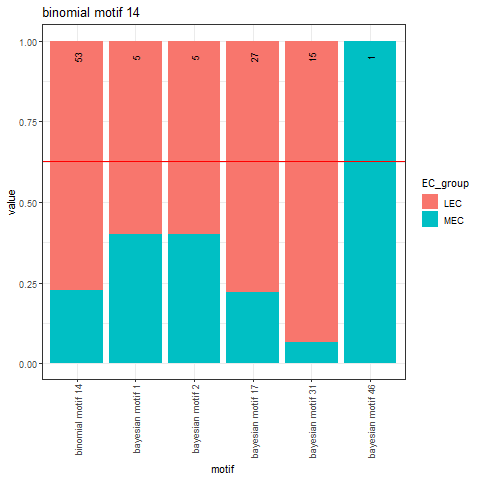 binomial motif 14
53
5
5
27
15
1
1.00
0.75
0.50
0.25
0.00
value
binomial motif 14
bayesian motif 1
bayesian motif 2
bayesian motif 17
bayesian motif 31
bayesian motif 46
motif
EC_group
LEC
MEC